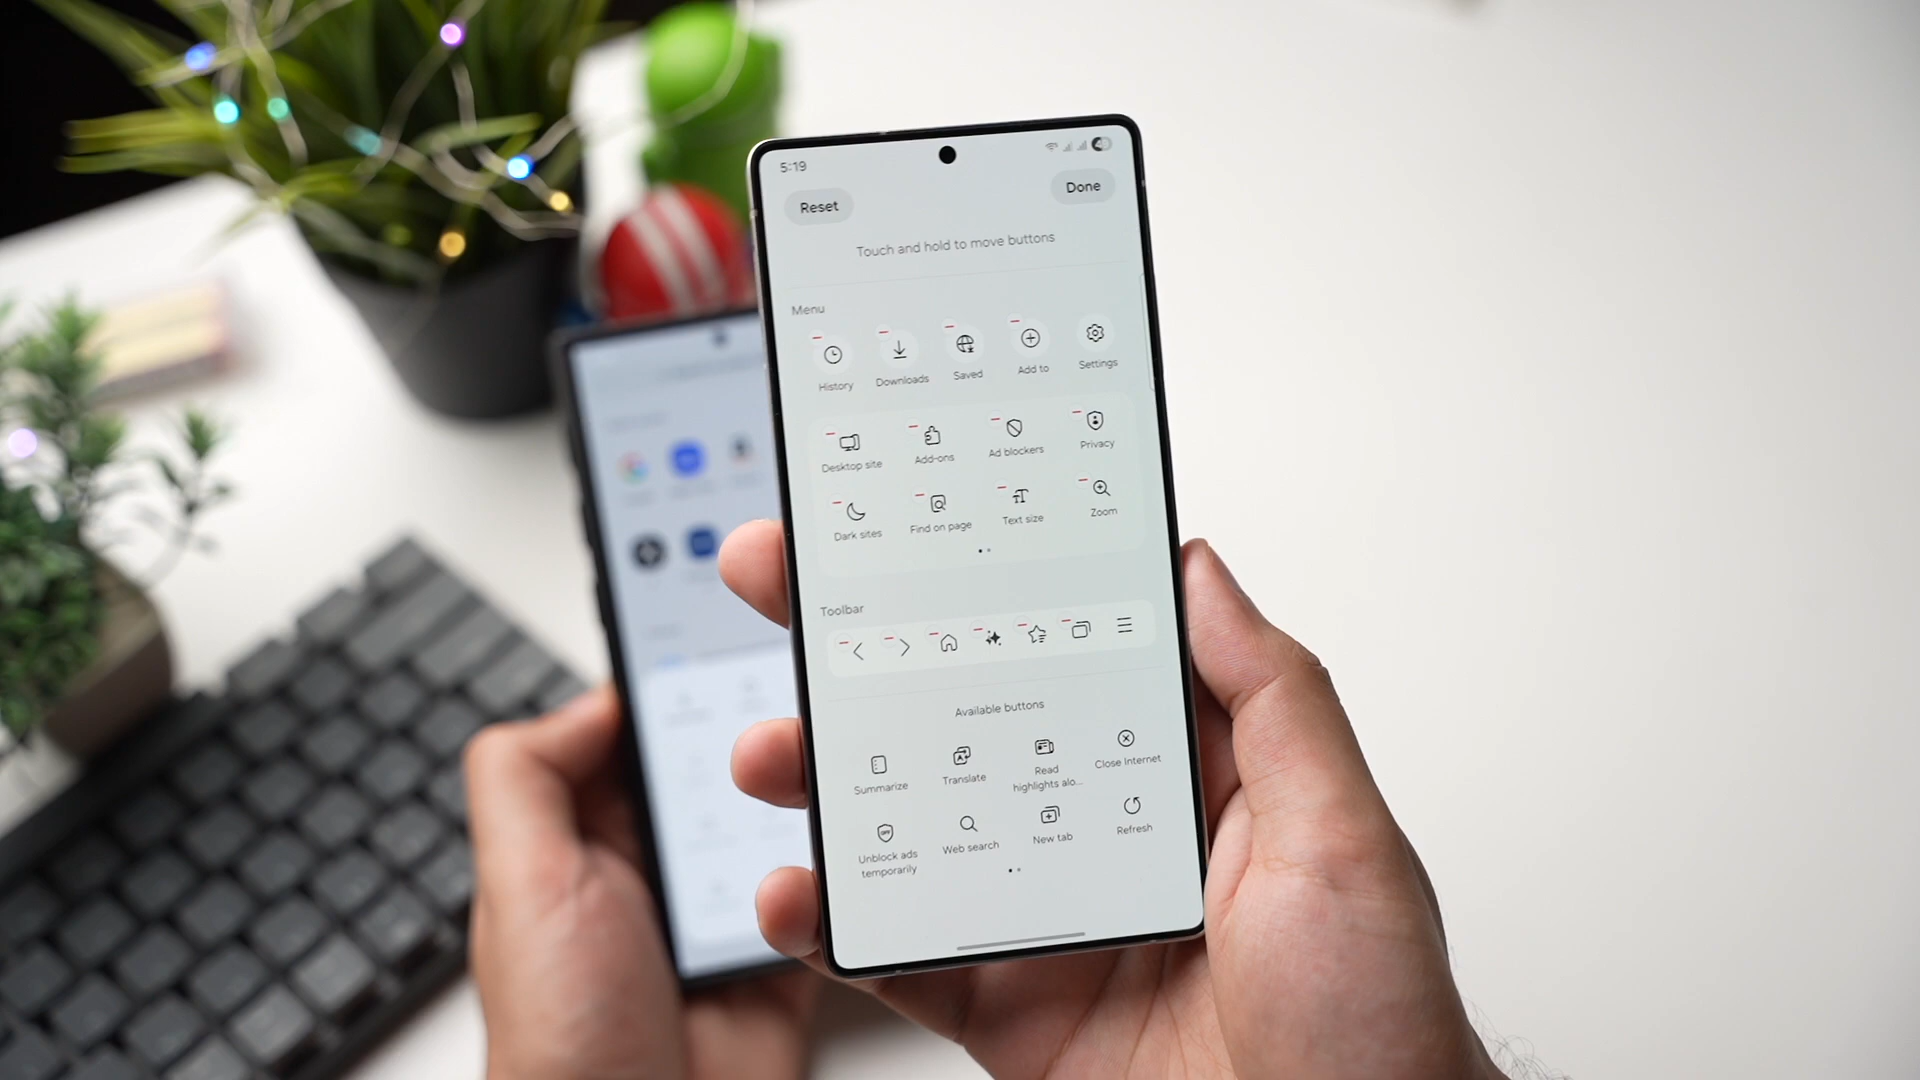 5:19
Reset
Done
Touch and hold to move buttons
Menu
History
Downloads
Saved
Add to
Settings
Desktop site
Add-ons
Ad blockers
Privacy
Dark sites
Find on page
Text size
Zoom
Toolbar
Available buttons
Summarize
Translate
Read
highlights alo...
Close Internet
Unblock ads
temporarily
Web search
New tab
Refresh